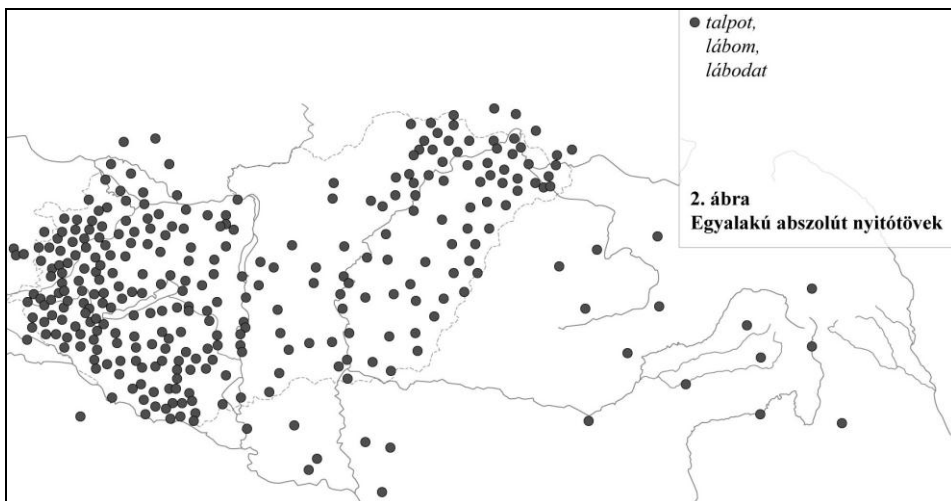 talpot,
lábom,
lábodat
2. ábra
Egyalakú abszolút nyitótövek